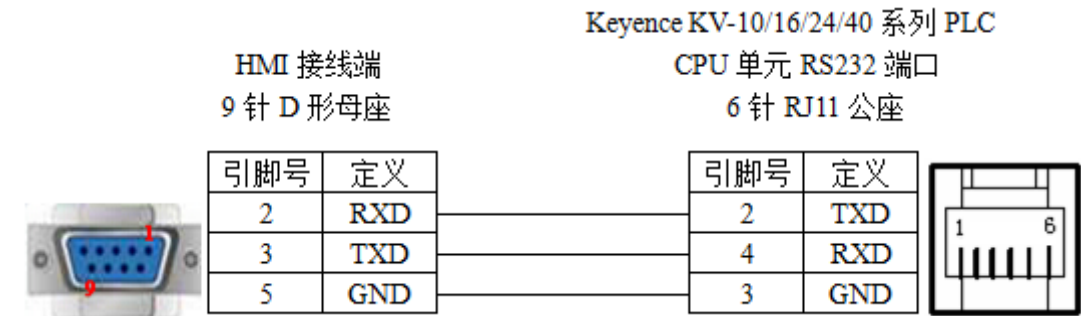 Keyence KV-10/16/24/40 系列 PLC
HMI 接线端
CPU 单元 RS232 端口
9 针 D 形母座
6 针 RJ11 公座
引脚号 定义
2 RXD
3 TXD
5 GND
引脚号 定义
2 TXD
4 RXD
3 GND
1
9
1 6